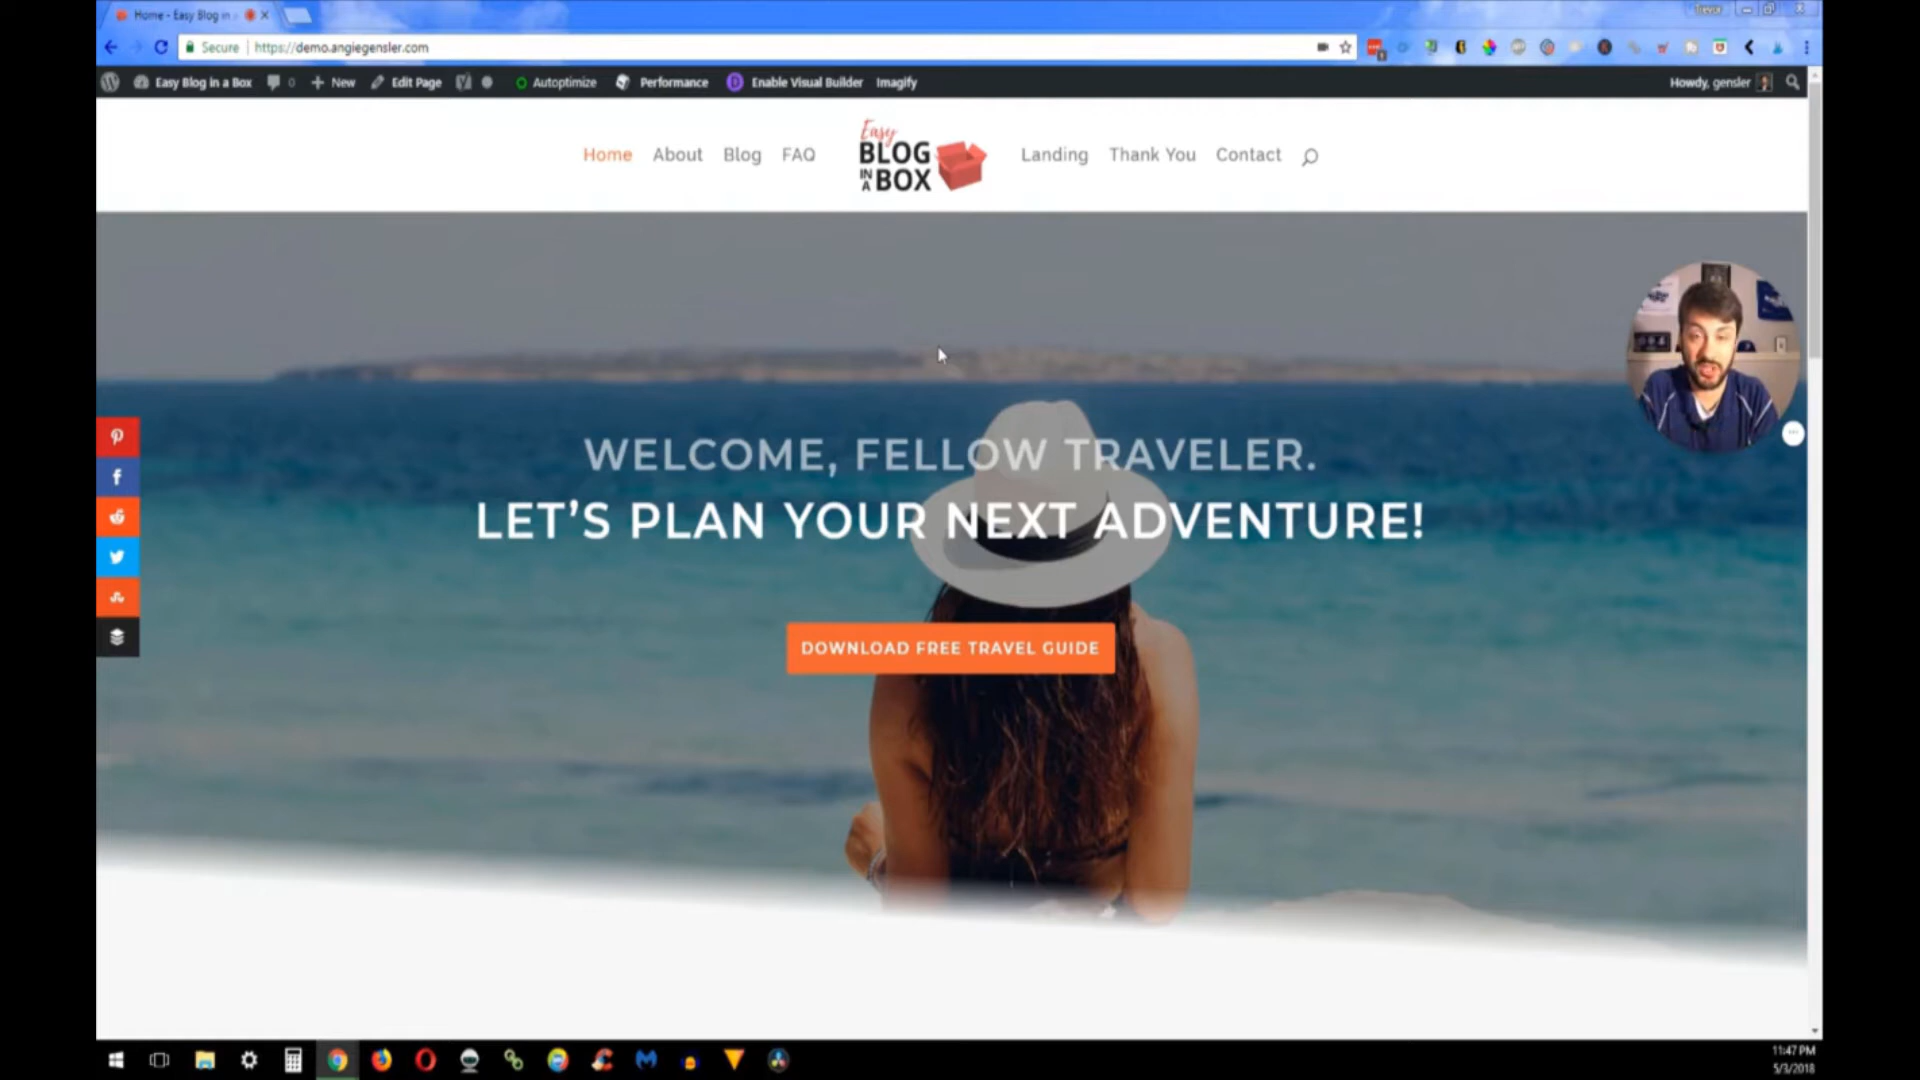 Home - Easy Blog in
Trevor
Secure
https://demo.angiegensler.com
Easy Blog in a Box
0
New
Edit Page
Autoptimize
Performance
Enable Visual Builder
Imagify
Howdy, gensler
Home
About
Blog
FAQ
Easy
BLOG
IN A BOX
Landing
Thank You
Contact
WELCOME, FELLOW TRAVELER.
LET'S PLAN YOUR NEXT ADVENTURE!
DOWNLOAD FREE TRAVEL GUIDE
11:47 PM
5/3/2018